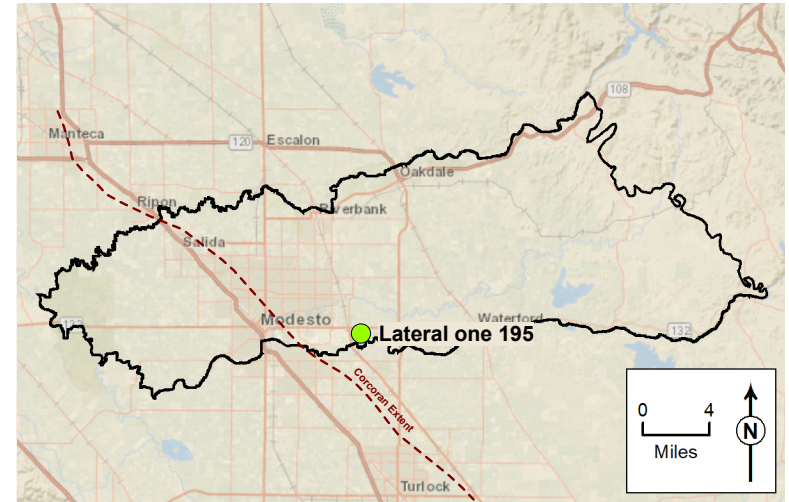 108
Manteca
120 Escalon
Oakdale
Ripon
Riverbank
Salida
Modesto
Waterford
132
132
Lateral one 195
Corcoran Extent
Turlock
0 4
Miles
N